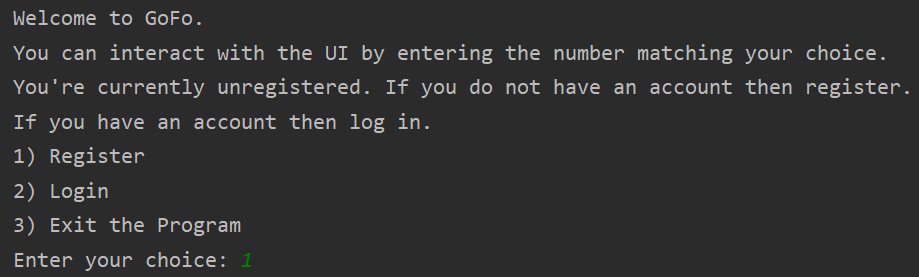 Welcome to GoFo.
You can interact with the UI by entering the number matching your choice.
You're currently unregistered. If you do not have an account then register.
If you have an account then log in.
1) Register
2) Login
3) Exit the Program
Enter your choice: 1